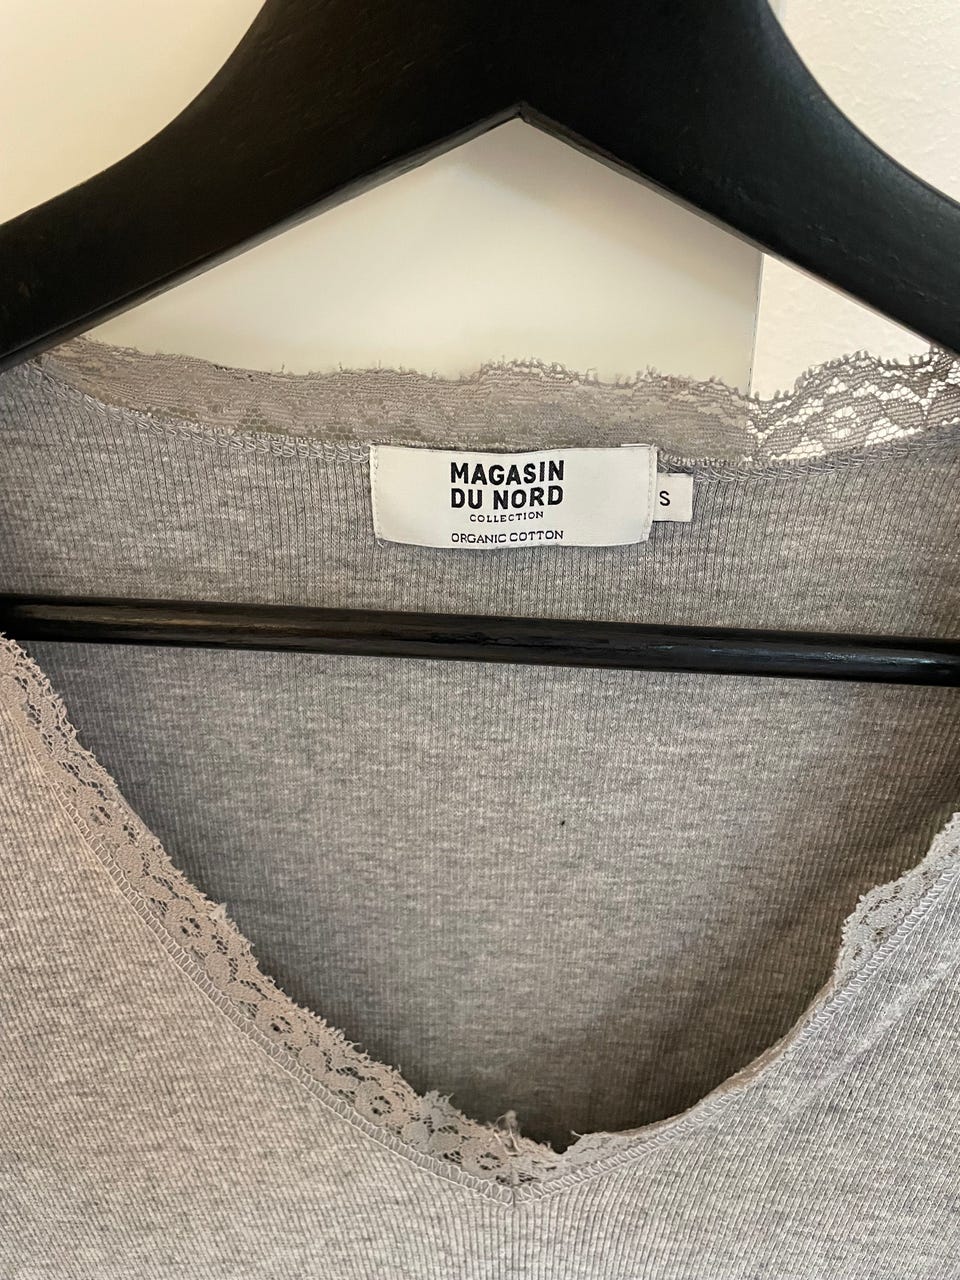 MAGASIN
DU NORD
COLLECTION
ORGANIC COTTON
S